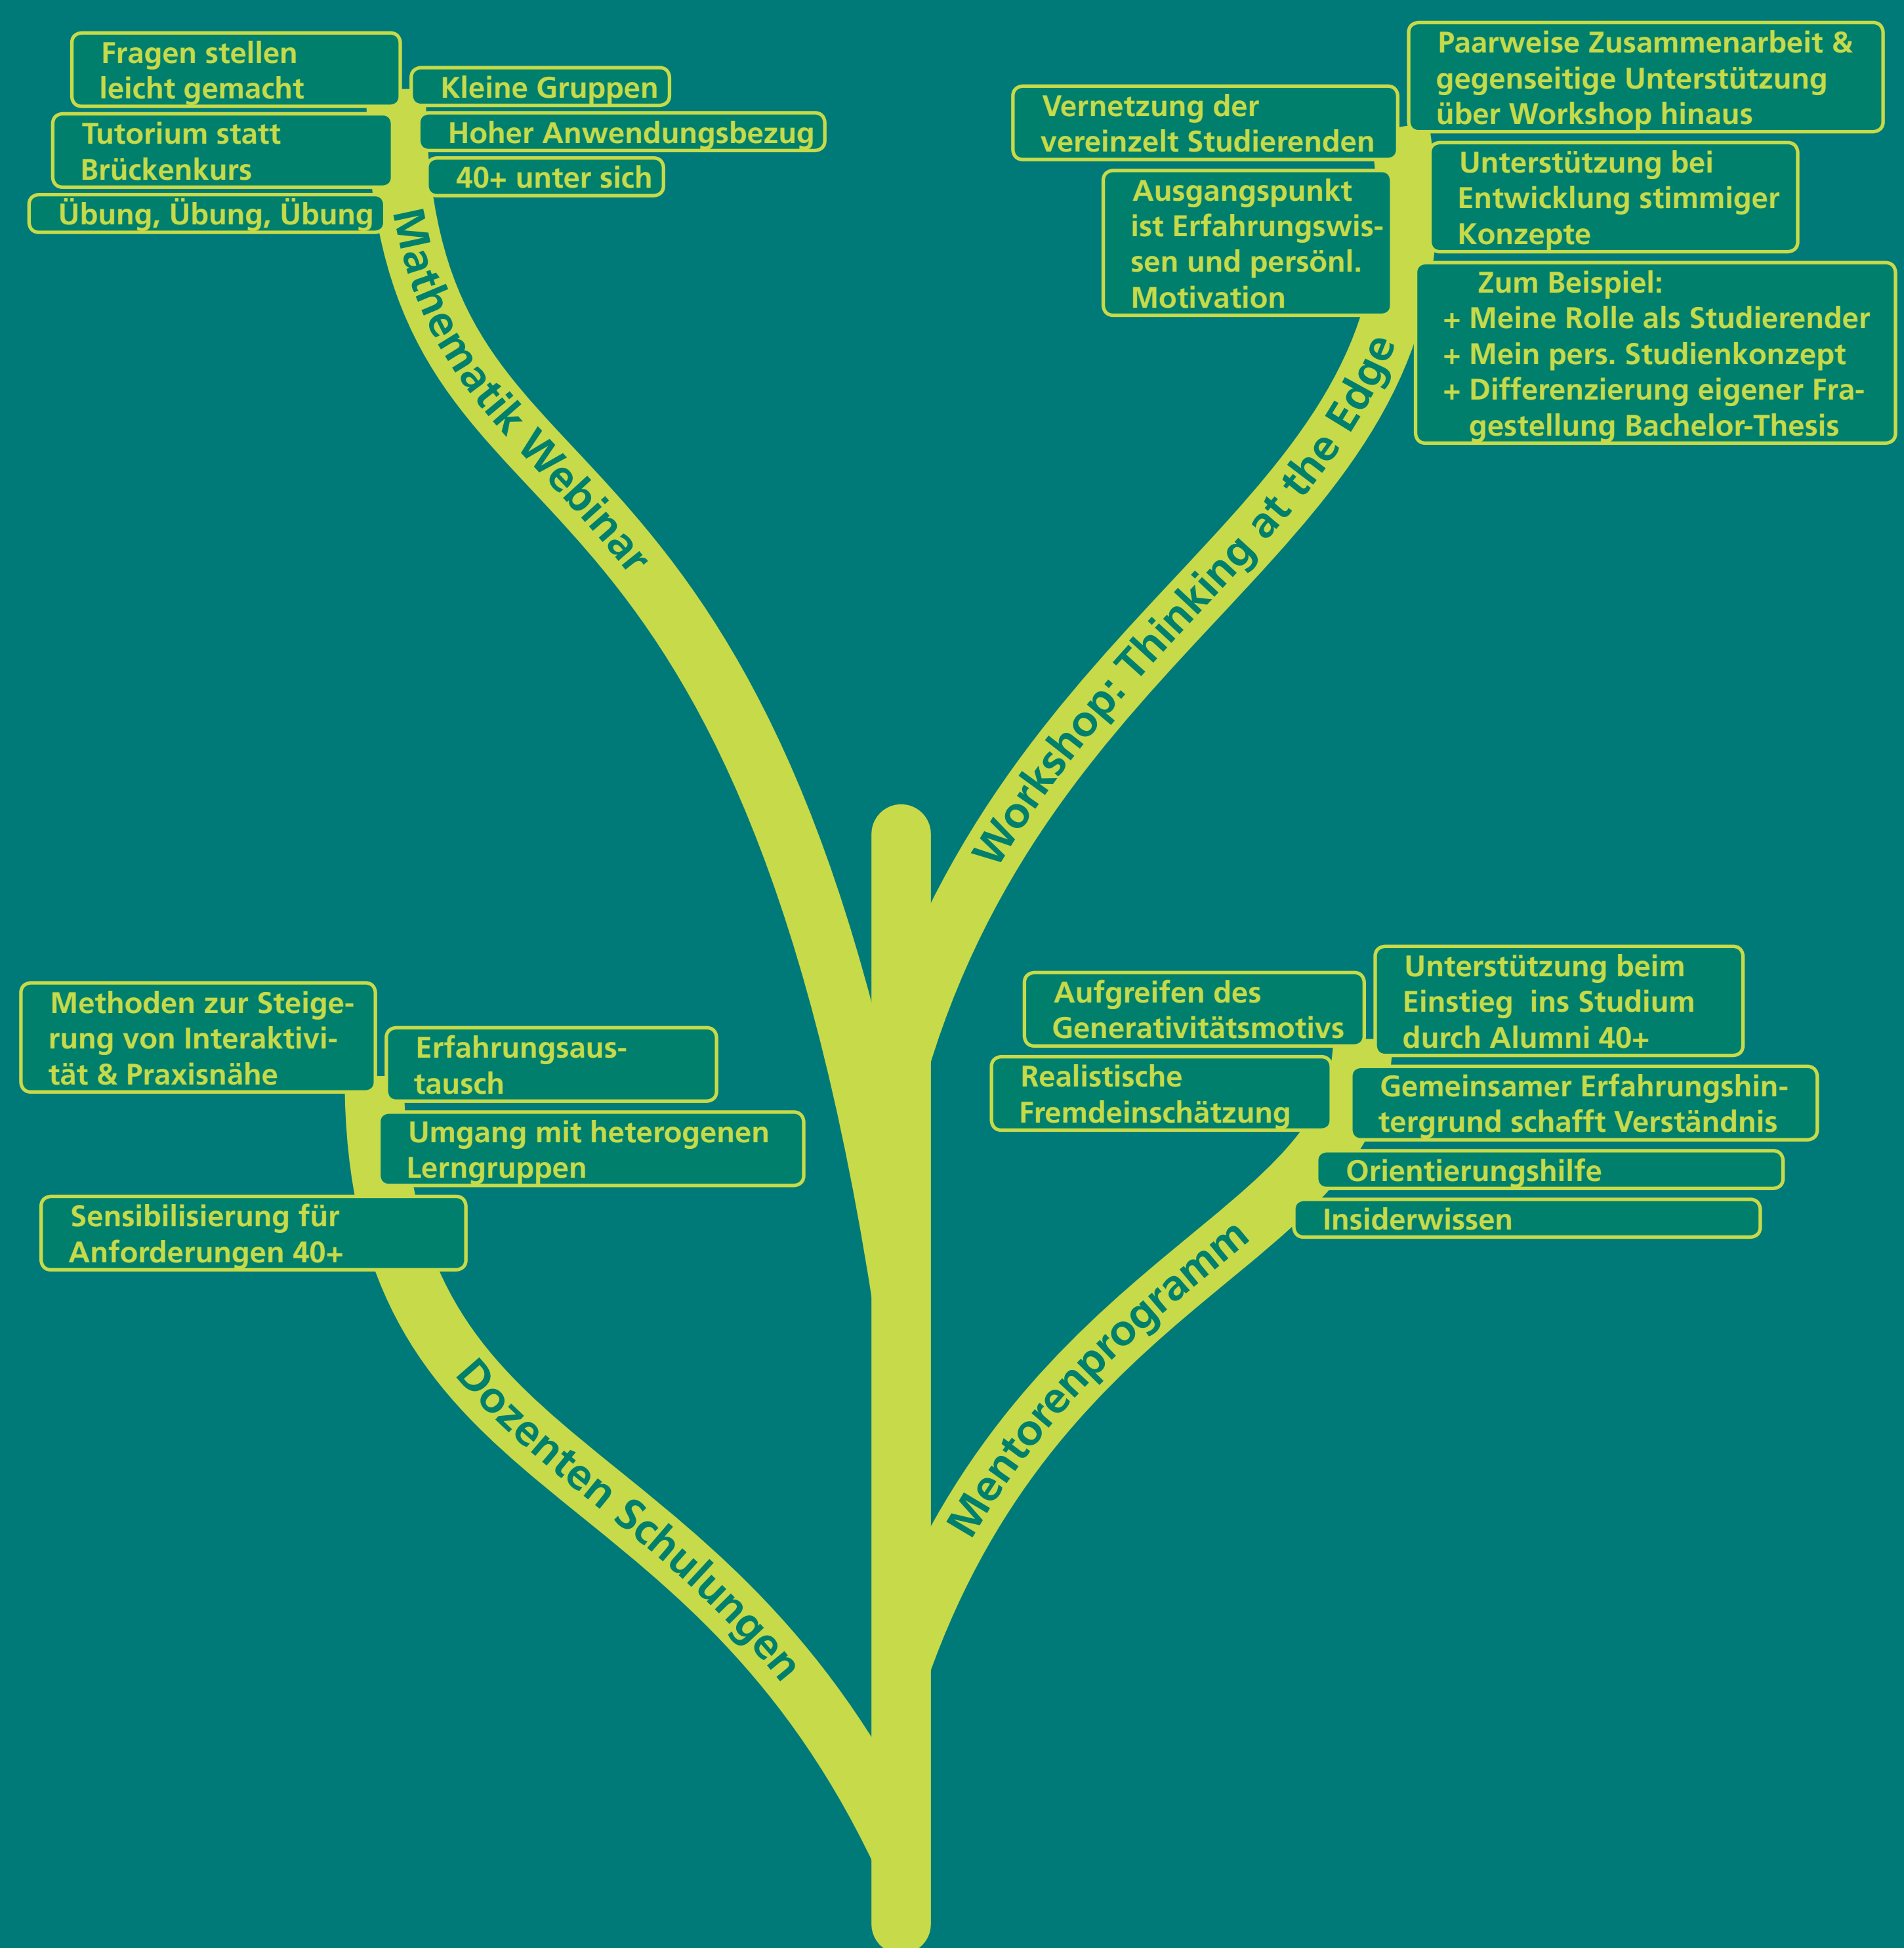 Fragen stellen
leicht gemacht
Tutorium statt
Brückenkurs
Übung, Übung, Übung
Kleine Gruppen
Hoher Anwendungsbezug
40+ unter sich
Mathematik Webinar
Vernetzung der
vereinzelt Studierenden
Ausgangspunkt
ist Erfahrungswis-
sen und persönl.
Motivation
Paarweise Zusammenarbeit &
gegenseitige Unterstützung
über Workshop hinaus
Unterstützung bei
Entwicklung stimmiger
Konzepte
Zum Beispiel:
+ Meine Rolle als Studierender
+ Mein pers. Studienkonzept
+ Differenzierung eigener Fra-
gestellung Bachelor-Thesis
Workshop: Thinking at the Edge
Methoden zur Steige-
rung von Interaktivi-
tät & Praxisnähe
Erfahrungsaus-
tausch
Umgang mit heterogenen
Lerngruppen
Sensibilisierung für
Anforderungen 40+
Dozenten Schulungen
Aufgreifen des
Generativitätsmotivs
Realistische
Fremdeinschätzung
Unterstützung beim
Einstieg ins Studium
durch Alumni 40+
Gemeinsamer Erfahrungshin-
tergrund schafft Verständnis
Orientierungshilfe
Insiderwissen
Mentorenprogramm